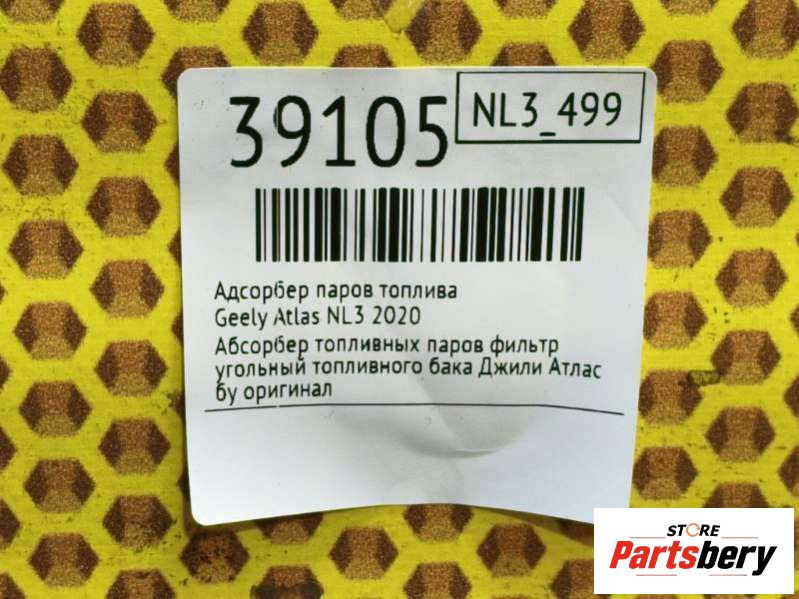 39105
NL3_499
Адсорбер паров топлива
Geely Atlas NL3 2020
Абсорбер топливных паров фильтр
угольный топливного бака Джили Атлас
бу оригинал
STORE
Partsbery